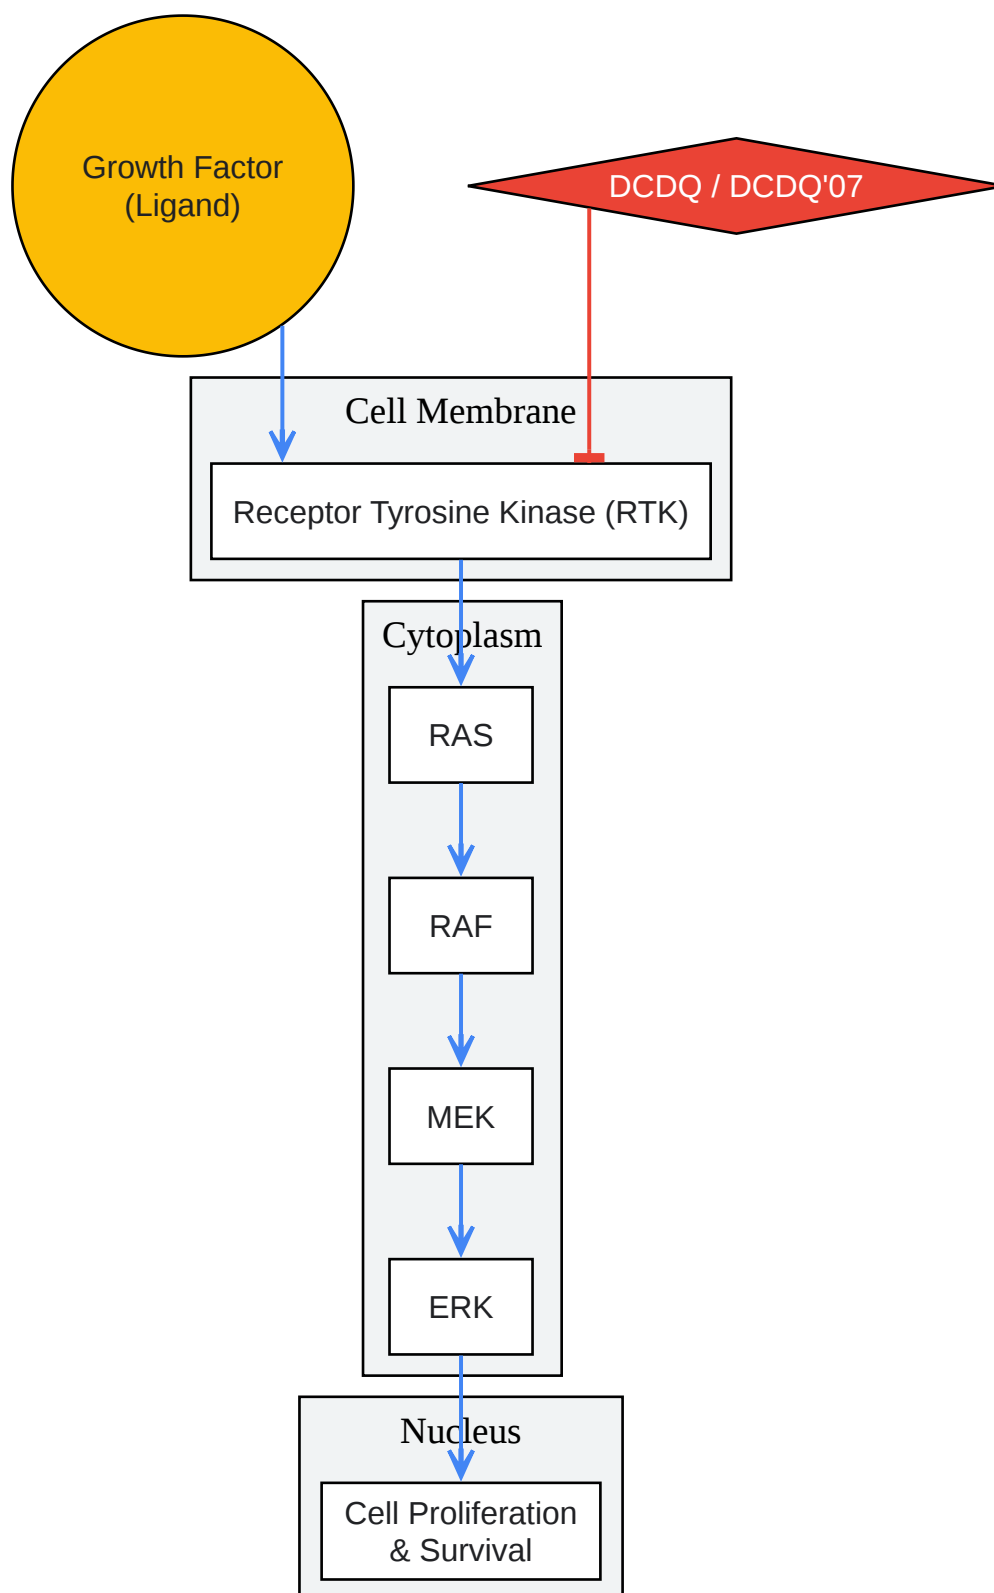 Growth Factor
(Ligand)
DCDQ / DCDQ'07
Cell Membrane
Receptor Tyrosine Kinase (RTK)
Cytoplasm
RAS
RAF
MEK
ERK
Nucleus
Cell Proliferation
& Survival